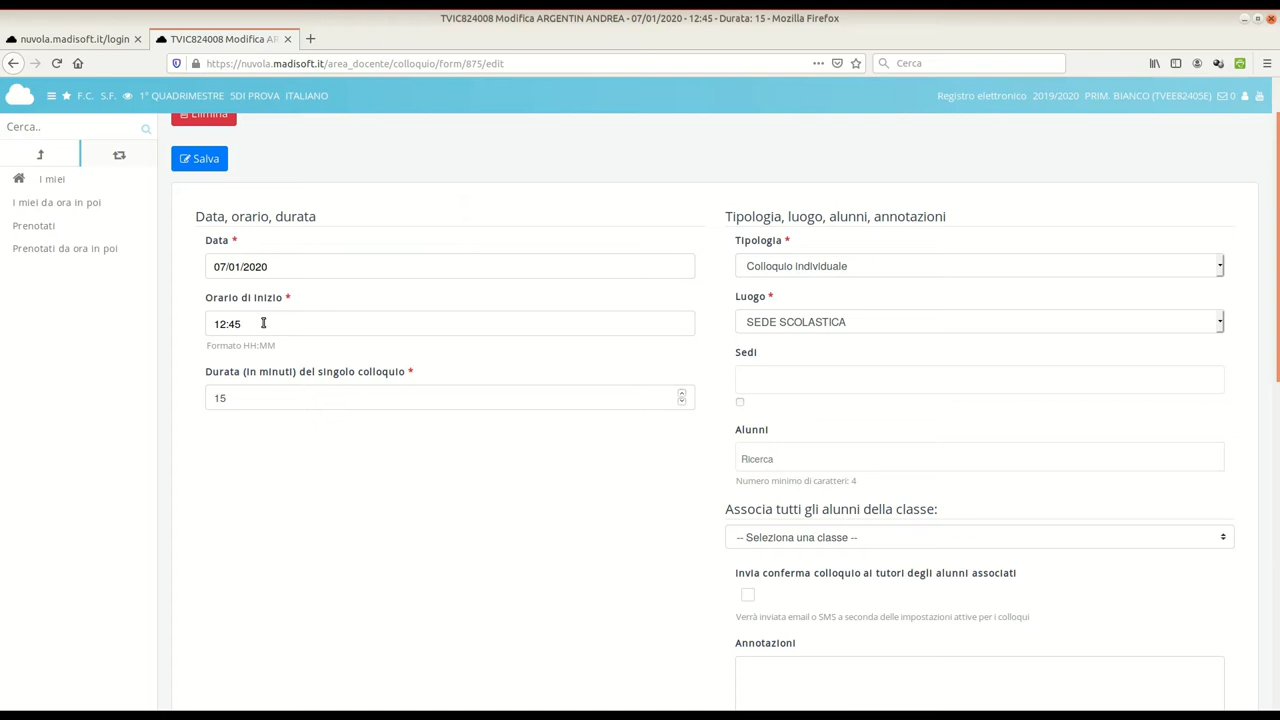 TVIC824008 Modifica ARGENTIN ANDREA - 07/01/2020 - 12:45 - Durata: 15 - Mozilla Firefox
nuvola.madisoft.it/login
TVIC824008 Modifica AR
https://nuvola.madisoft.it/area_docente/colloquio/form/875/edit
Cerca
F.C. S.F. 1° QUADRIMESTRE 5DI PROVA ITALIANO
Registro elettronico 2019/2020 PRIM. BIANCO (TVEE82405E) 0
Cerca..
I miei
I miei da ora in poi
Prenotati
Prenotati da ora in poi
Elimina
Salva
Data, orario, durata
Data *
07/01/2020
Orario di inizio *
12:45
Formato HH:MM
Durata (in minuti) del singolo colloquio *
15
Tipologia, luogo, alunni, annotazioni
Tipologia *
Colloquio individuale
Luogo *
SEDE SCOLASTICA
Sedi
Alunni
Ricerca
Numero minimo di caratteri: 4
Associa tutti gli alunni della classe:
-- Seleziona una classe --
Invia conferma colloquio ai tutori degli alunni associati
Verrà inviata email o SMS a seconda delle impostazioni attive per i colloqui
Annotazioni